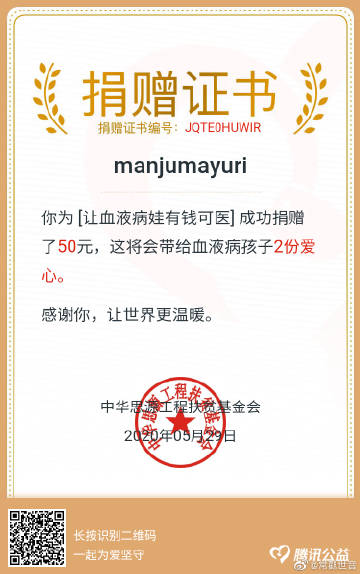 捐赠证书
捐赠证书编号：JQTE0HUWIR
manjumayuri
你为 [让血液病娃有钱可医] 成功捐赠
了50元，这将会带给血液病孩子2份爱
心。
感谢你，让世界更温暖。
中华思源工程扶贫基金会
中华思源工程扶贫基金会
2020年05月29日
长按识别二维码
一起为爱坚守
腾讯公益